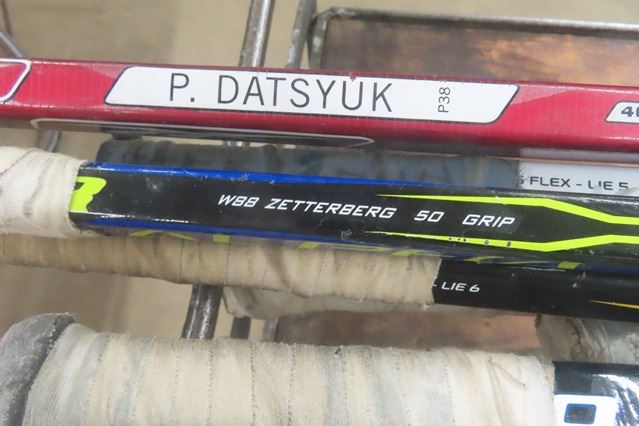 P. DATSYUK P38
FLEX - LIE 5
W88 ZETTERBERG 50 GRIP
LIE 6